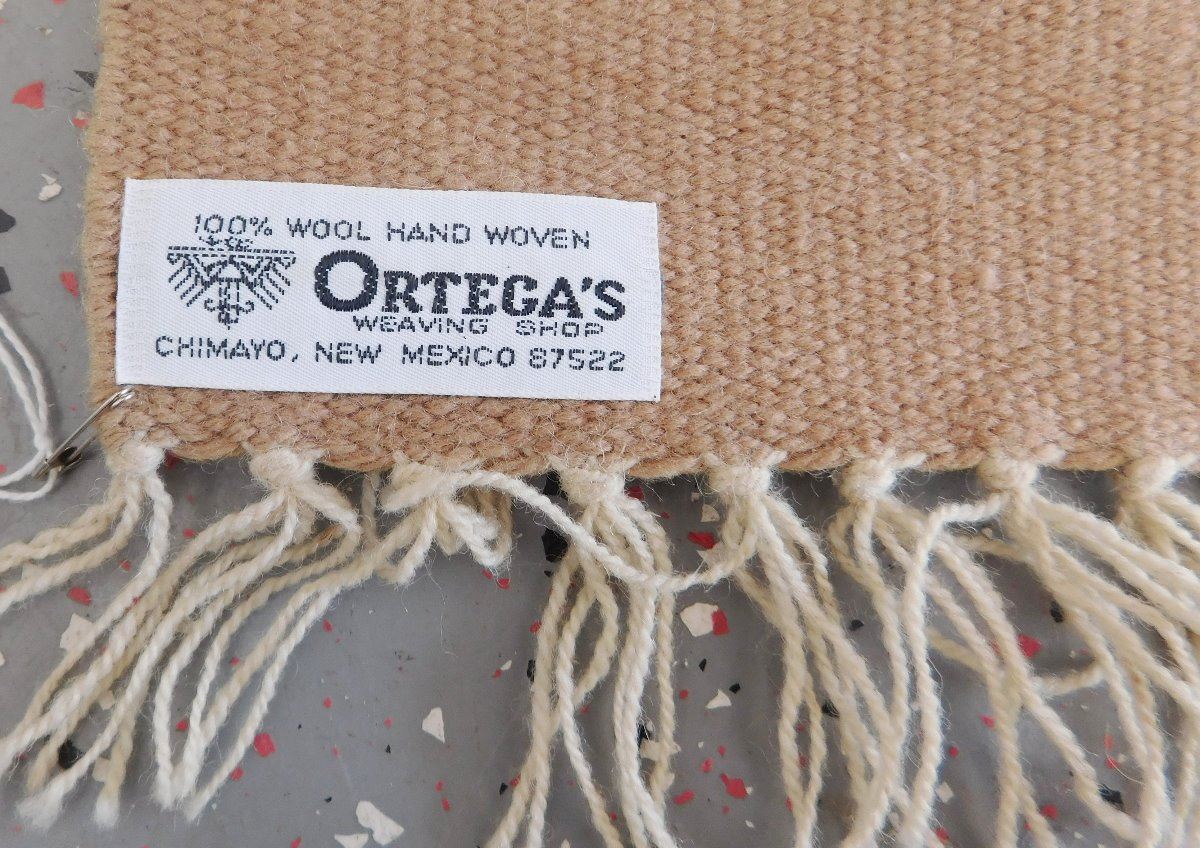 100% WOOL HAND WOVEN
ORTEGA'S
WEAVING SHOP
CHIMAYO, NEW MEXICO 87522